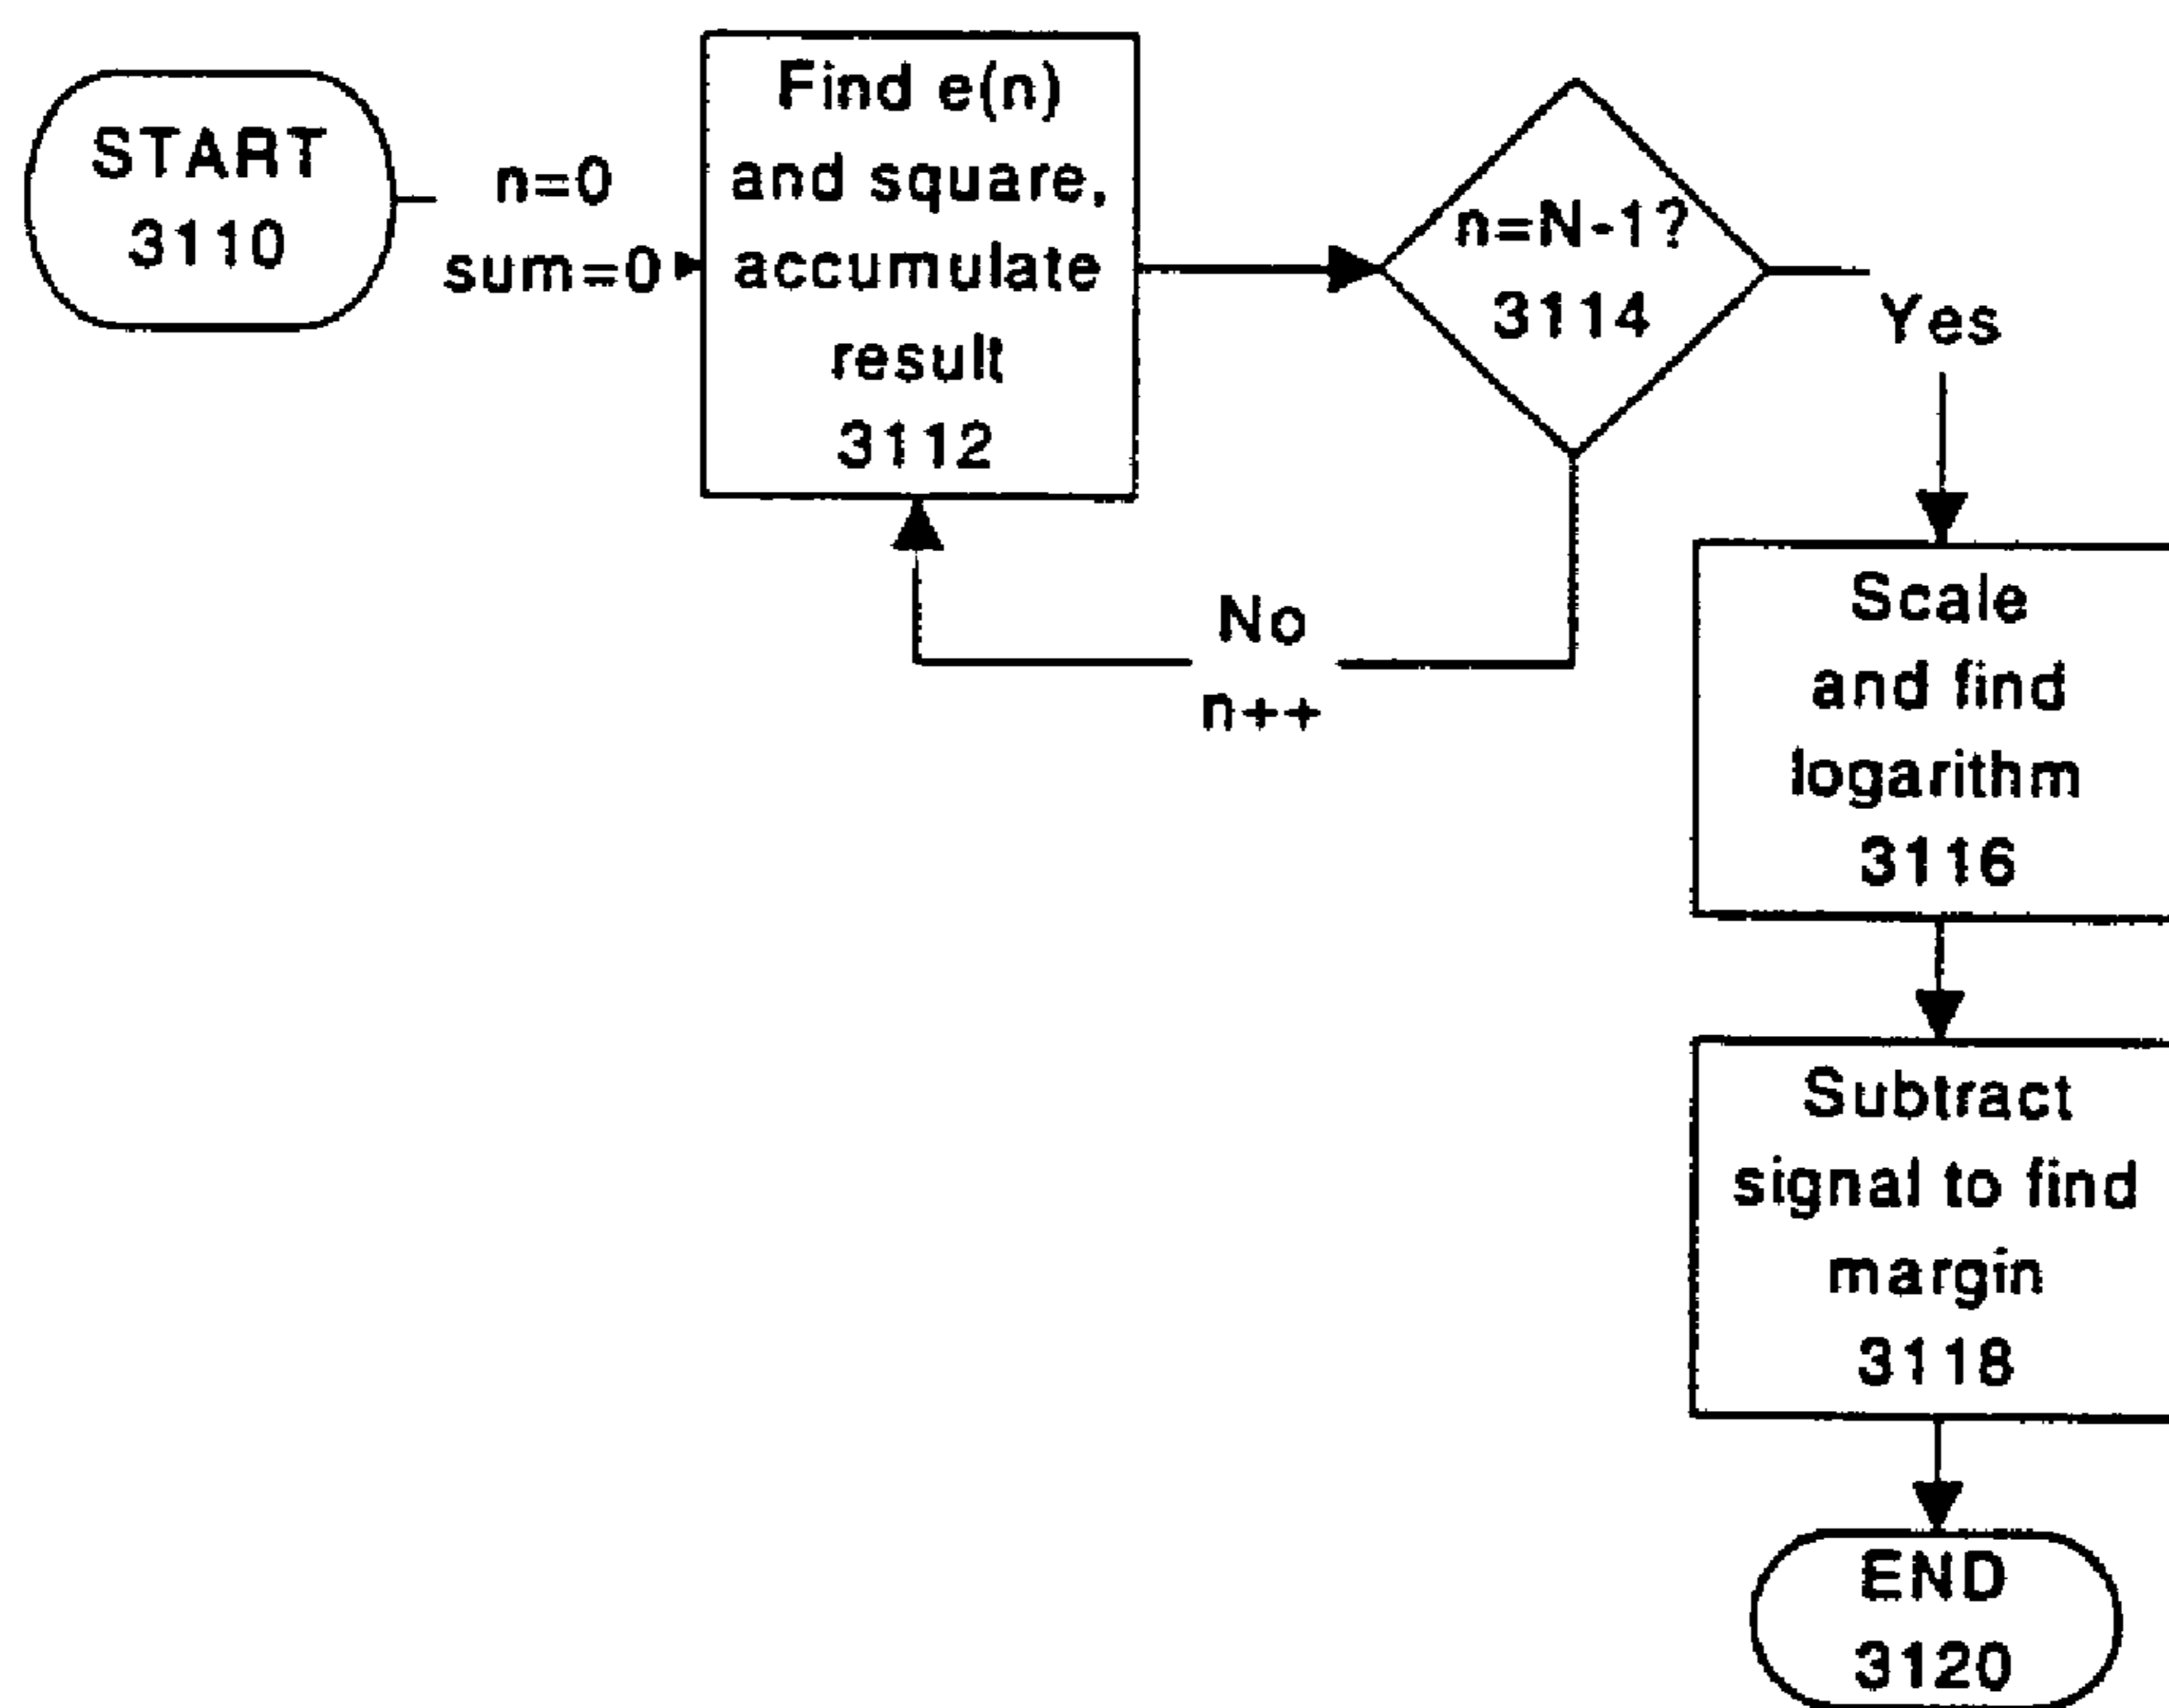 START
3110
n=0
sum=0
Find e(n)
and square,
accumulate
result
3112
n=N-1?
3114
Yes
No
n++
Scale
and find
logarithm
3116
Subtract
signal to find
margin
3118
END
3120